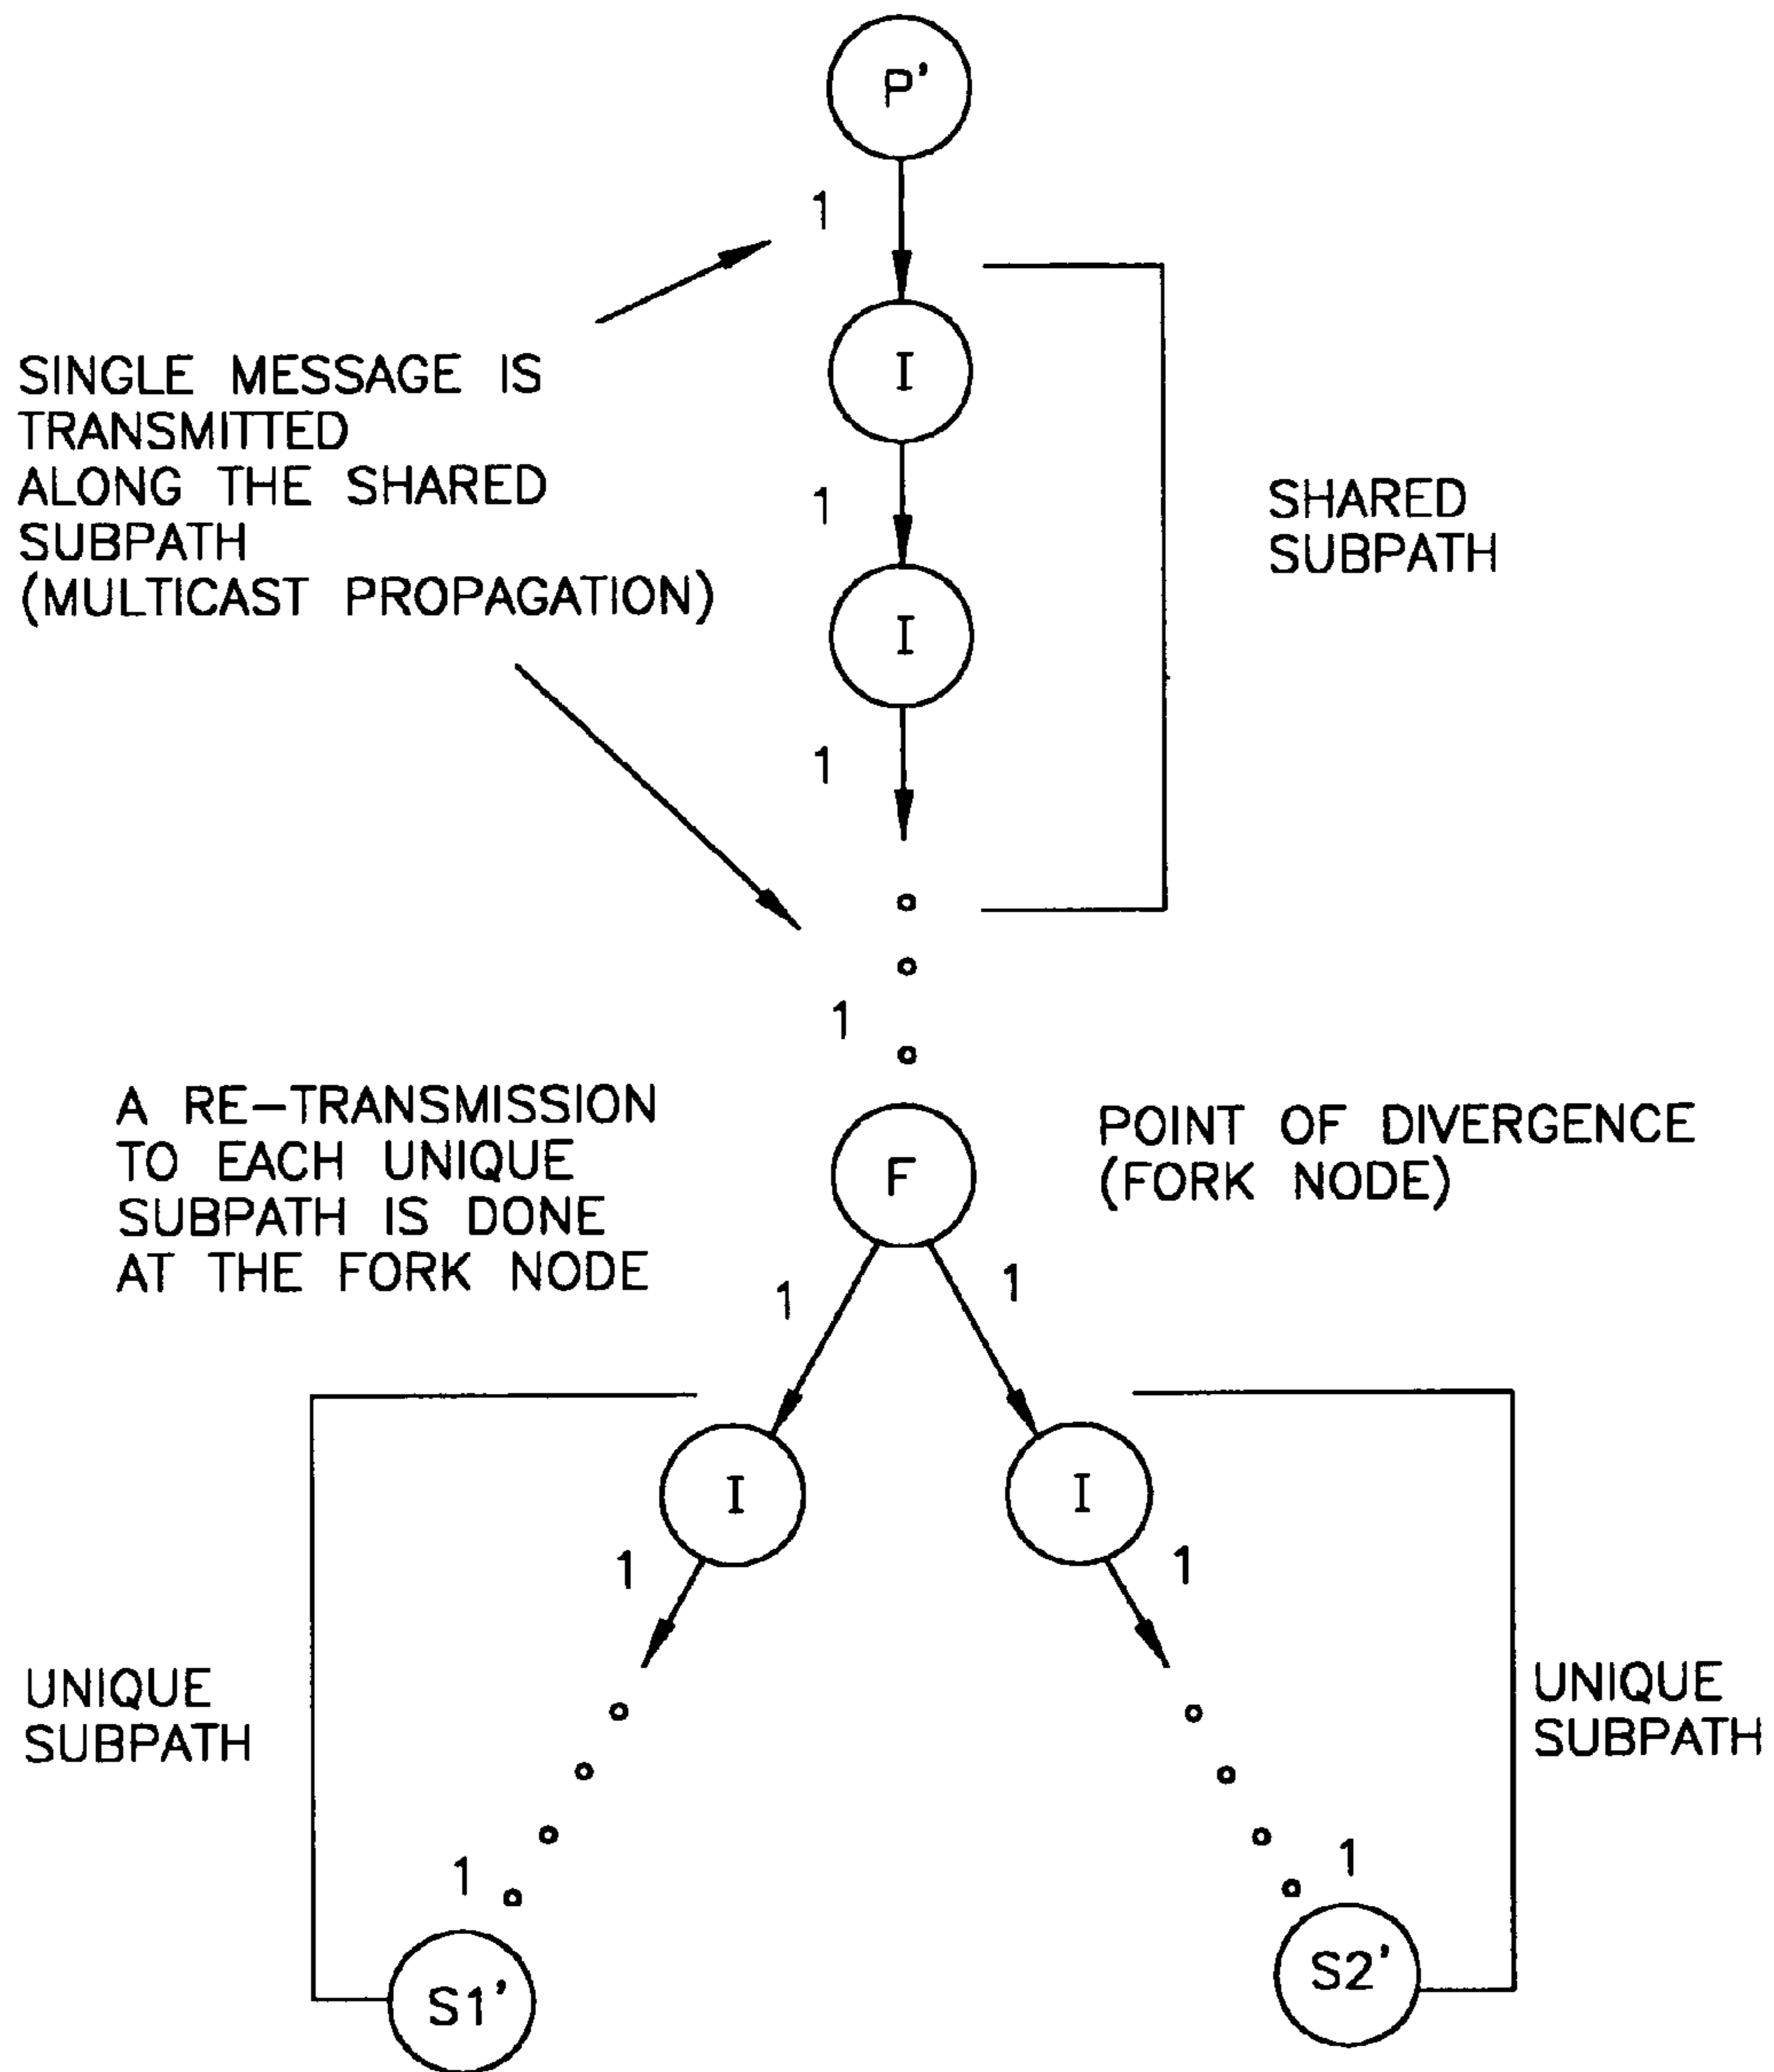 P'
1
I
SINGLE MESSAGE IS
TRANSMITTED
ALONG THE SHARED
SUBPATH
(MULTICAST PROPAGATION)
1
SHARED
SUBPATH
I
1
1
A RE-TRANSMISSION
TO EACH UNIQUE
SUBPATH IS DONE
AT THE FORK NODE
F
POINT OF DIVERGENCE
(FORK NODE)
1
1
I
I
1
1
UNIQUE
SUBPATH
UNIQUE
SUBPATH
1
1
S1'
S2'